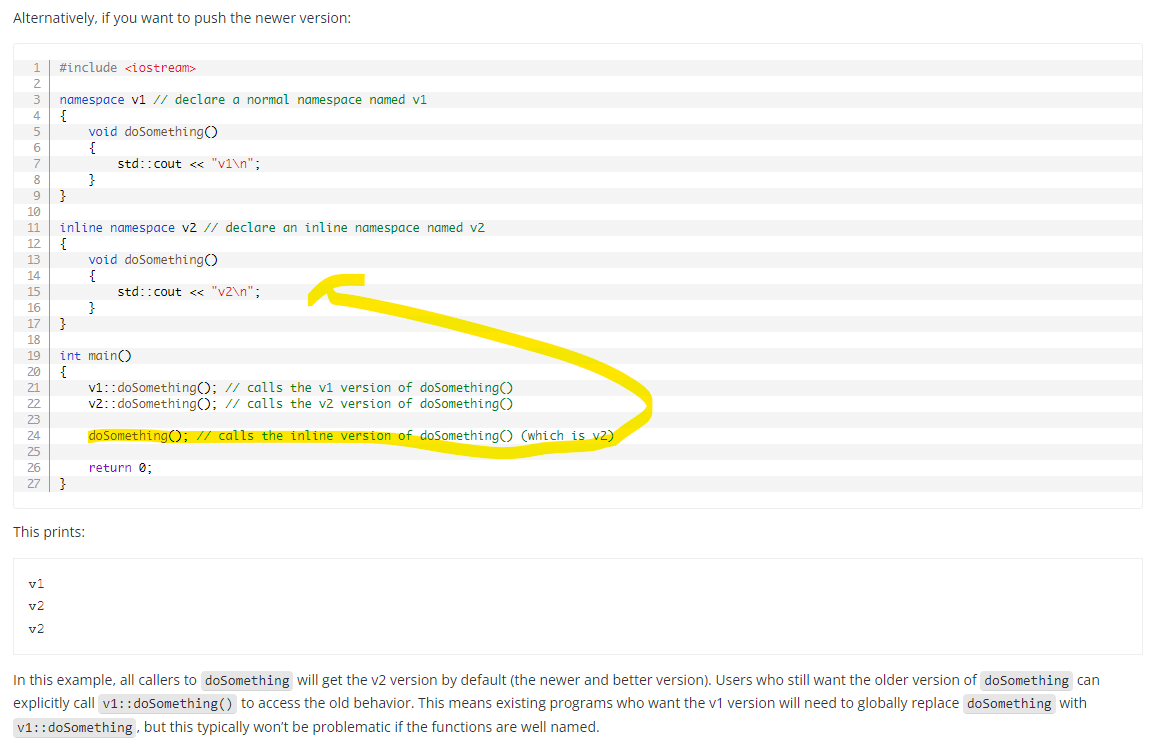 Alternatively, if you want to push the newer version:
1 #include <iostream>
2
3 namespace v1 // declare a normal namespace named v1
4 {
5     void doSomething()
6     {
7         std::cout << "v1\n";
8     }
9 }
10
11 inline namespace v2 // declare an inline namespace named v2
12 {
13     void doSomething()
14     {
15         std::cout << "v2\n";
16     }
17 }
18
19 int main()
20 {
21     v1::doSomething(); // calls the v1 version of doSomething()
22     v2::doSomething(); // calls the v2 version of doSomething()
23
24     doSomething(); // calls the inline version of doSomething() (which is v2)
25
26     return 0;
27 }
This prints:
v1
v2
v2
In this example, all callers to doSomething will get the v2 version by default (the newer and better version). Users who still want the older version of doSomething can
explicitly call v1::doSomething() to access the old behavior. This means existing programs who want the v1 version will need to globally replace doSomething with
v1::doSomething, but this typically won’t be problematic if the functions are well named.